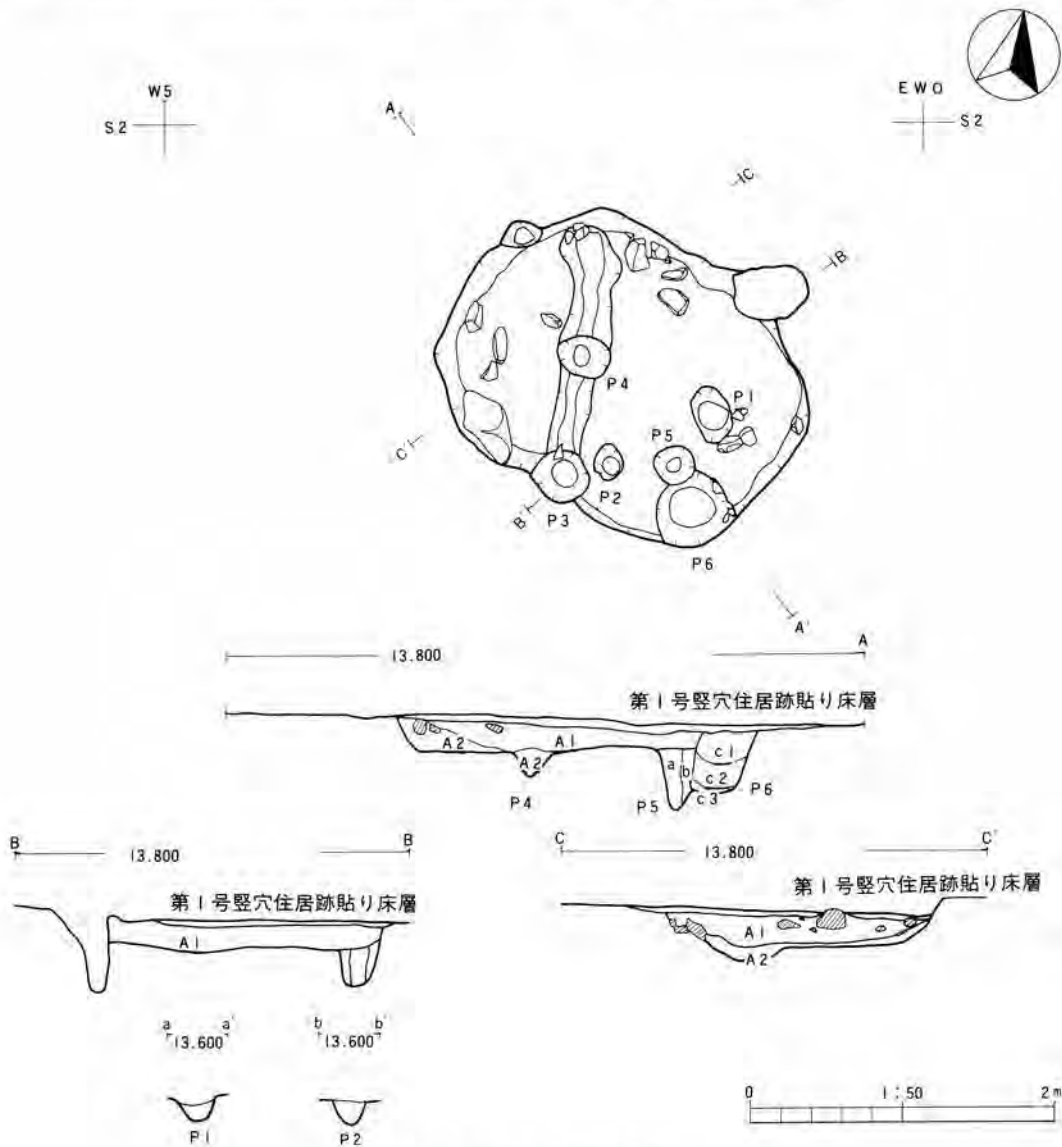 W5
S2
E W 0
S2
A
C
B
P4
P1
P5
C'
P2
B'
P3
P6
A'
A
13.800
第1号竪穴住居跡貼り床層
A2
A1
A2
c1
a
b
c2
c3
P4
P5
P6
B
13.800
B
第1号竪穴住居跡貼り床層
A1
C
13.800
C'
第1号竪穴住居跡貼り床層
A1
A2
a
a'
13.600
b
b'
13.600
P1
P2
0
1:50
2m